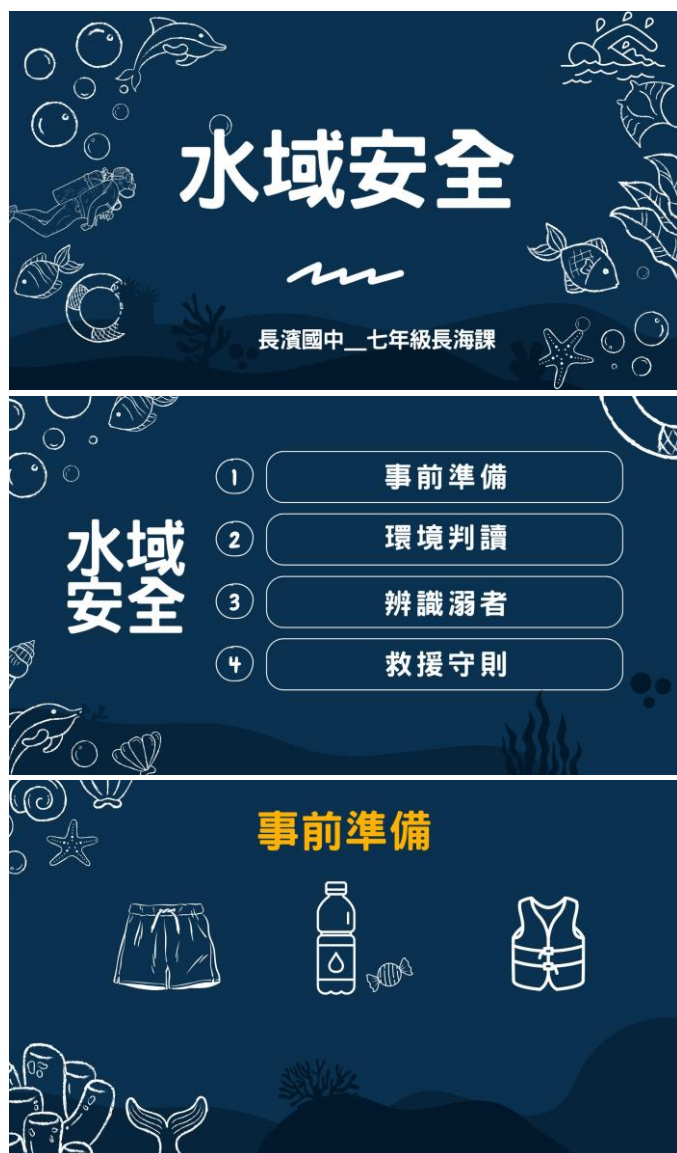 水域安全
長濱國中__七年級長海課
水域
安全
1 事前準備
2 環境判讀
3 辨識溺者
4 救援守則
事前準備